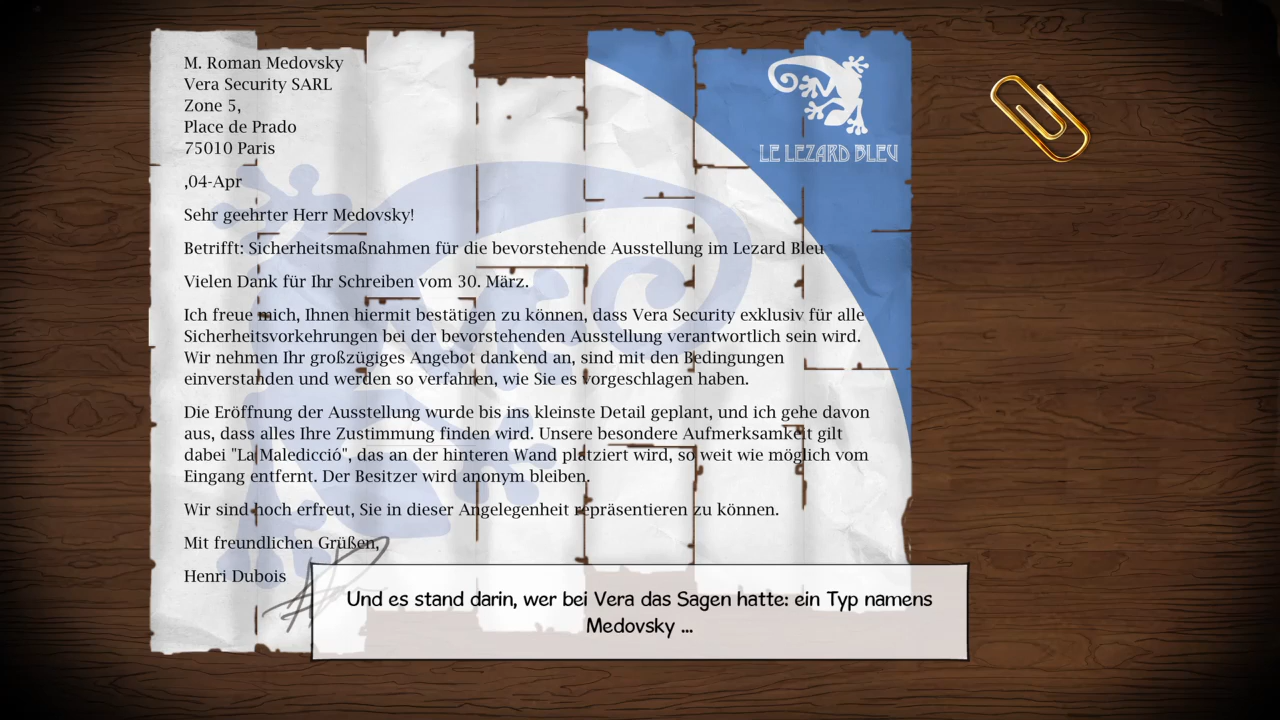 M. Roman Medovsky
Vera Security SARL
Zone 5,
Place de Prado
75010 Paris
LE LEZARD BLEU
,04-Apr
Sehr geehrter Herr Medovsky!
Betrifft: Sicherheitsmaßnahmen für die bevorstehende Ausstellung im Lezard Bleu
Vielen Dank für Ihr Schreiben vom 30. März.
Ich freue mich, Ihnen hiermit bestätigen zu können, dass Vera Security exklusiv für alle
Sicherheitsvorkehrungen bei der bevorstehenden Ausstellung verantwortlich sein wird.
Wir nehmen Ihr großzügiges Angebot dankend an, sind mit den Bedingungen
einverstanden und werden so verfahren, wie Sie es vorgeschlagen haben.
Die Eröffnung der Ausstellung wurde bis ins kleinste Detail geplant, und ich gehe davon
aus, dass alles Ihre Zustimmung finden wird. Unsere besondere Aufmerksamkeit gilt
dabei "La Maledicció", das an der hinteren Wand platziert wird, so weit wie möglich vom
Eingang entfernt. Der Besitzer wird anonym bleiben.
Wir sind hoch erfreut, Sie in dieser Angelegenheit repräsentieren zu können.
Mit freundlichen Grüßen,
Henri Dubois
Und es stand darin, wer bei Vera das Sagen hatte: ein Typ namens
Medovsky ...